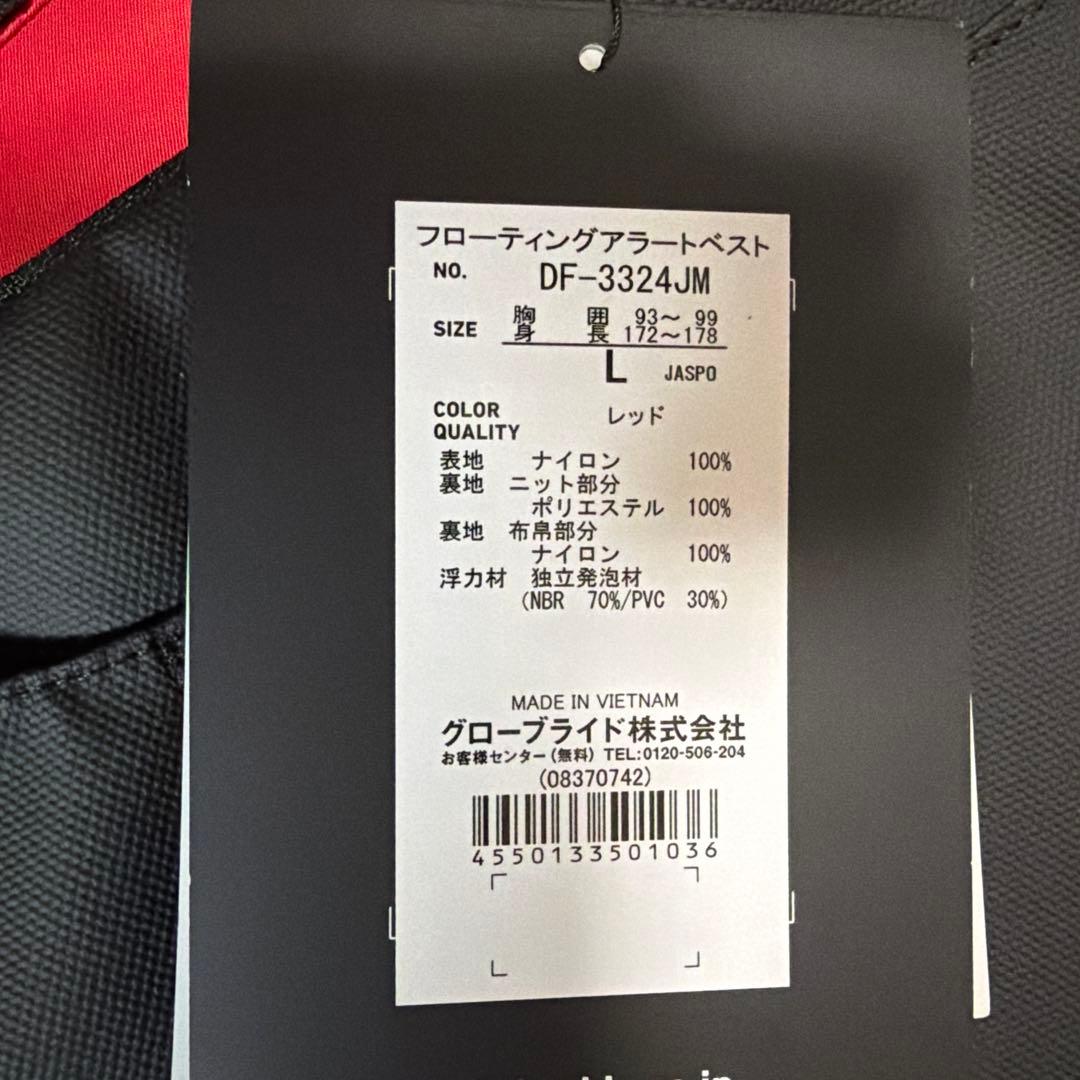 フローティングアラートベスト
NO. DF-3324JM
SIZE 胸 囲 93～ 99
身 長 172～178
L JASPO
COLOR レッド
QUALITY
表地 ナイロン 100%
裏地 ニット部分
ポリエステル 100%
裏地 布帛部分
ナイロン 100%
浮力材 独立発泡材
(NBR 70%/PVC 30%)
MADE IN VIETNAM
グローブライド株式会社
お客様センター(無料) TEL:0120-506-204
(08370742)
4550133501036